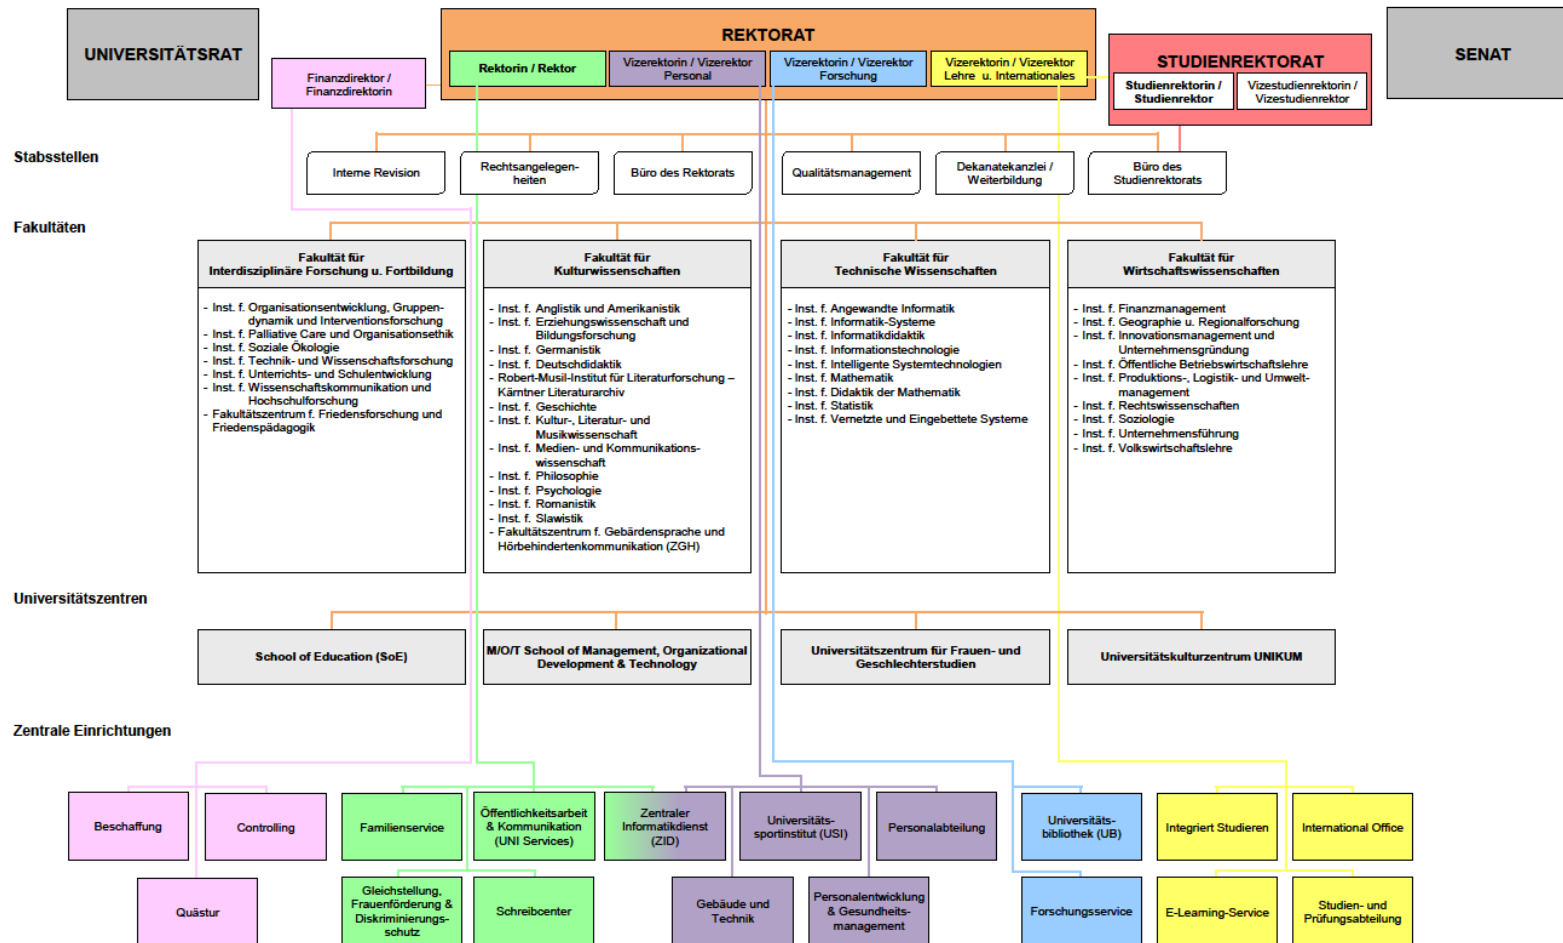 UNIVERSITÄTSRAT
REKTORAT
SENAT
Finanzdirektor /
Finanzdirektorin
Rektorin / Rektor
Vizerektorin / Vizerektor
Personal
Vizerektorin / Vizerektor
Forschung
Vizerektorin / Vizerektor
Lehre u. Internationales
STUDIENREKTORAT
Studienrektorin /
Studienrektor
Vizestudienrektorin /
Vizestudienrektor
Stabsstellen
Interne Revision
Rechtsangelegen-
heiten
Büro des Rektorats
Qualitätsmanagement
Dekanatekanzlei /
Weiterbildung
Büro des
Studienrektorats
Fakultäten
Fakultät für
Interdisziplinäre Forschung u. Fortbildung
- Inst. f. Organisationsentwicklung, Gruppen-
dynamik und Interventionsforschung
- Inst. f. Palliative Care und Organisationsethik
- Inst. f. Soziale Ökologie
- Inst. f. Technik- und Wissenschaftsforschung
- Inst. f. Unterrichts- und Schulentwicklung
- Inst. f. Wissenschaftskommunikation und
Hochschulforschung
- Fakultätszentrum f. Friedensforschung und
Friedenspädagogik
Fakultät für
Kulturwissenschaften
- Inst. f. Anglistik und Amerikanistik
- Inst. f. Erziehungswissenschaft und
Bildungsforschung
- Inst. f. Germanistik
- Inst. f. Deutschdidaktik
- Robert-Musil-Institut für Literaturforschung –
Kärntner Literaturarchiv
- Inst. f. Geschichte
- Inst. f. Kultur-, Literatur- und
Musikwissenschaft
- Inst. f. Medien- und Kommunikations-
wissenschaft
- Inst. f. Philosophie
- Inst. f. Psychologie
- Inst. f. Romanistik
- Inst. f. Slawistik
- Fakultätszentrum f. Gebärdensprache und
Hörbehindertenkommunikation (ZGH)
Fakultät für
Technische Wissenschaften
- Inst. f. Angewandte Informatik
- Inst. f. Informatik-Systeme
- Inst. f. Informatikdidaktik
- Inst. f. Informationstechnologie
- Inst. f. Intelligente Systemtechnologien
- Inst. f. Mathematik
- Inst. f. Didaktik der Mathematik
- Inst. f. Statistik
- Inst. f. Vernetzte und Eingebettete Systeme
Fakultät für
Wirtschaftswissenschaften
- Inst. f. Finanzmanagement
- Inst. f. Geographie u. Regionalforschung
- Inst. f. Innovationsmanagement und
Unternehmensgründung
- Inst. f. Öffentliche Betriebswirtschaftslehre
- Inst. f. Produktions-, Logistik- und Umwelt-
management
- Inst. f. Rechtswissenschaften
- Inst. f. Soziologie
- Inst. f. Unternehmensführung
- Inst. f. Volkswirtschaftslehre
Universitätszentren
School of Education (SoE)
M/O/T School of Management, Organizational
Development & Technology
Universitätszentrum für Frauen- und
Geschlechterstudien
Universitätskulturzentrum UNIKUM
Zentrale Einrichtungen
Beschaffung
Controlling
Familienservice
Öffentlichkeitsarbeit
& Kommunikation
(UNI Services)
Zentraler
Informatikdienst
(ZID)
Universitäts-
sportinstitut (USI)
Personalabteilung
Universitäts-
bibliothek (UB)
Integriert Studieren
International Office
Quästur
Gleichstellung,
Frauenförderung &
Diskriminierungs-
schutz
Schreibcenter
Gebäude und
Technik
Personalentwicklung
& Gesundheits-
management
Forschungsservice
E-Learning-Service
Studien- und
Prüfungsabteilung